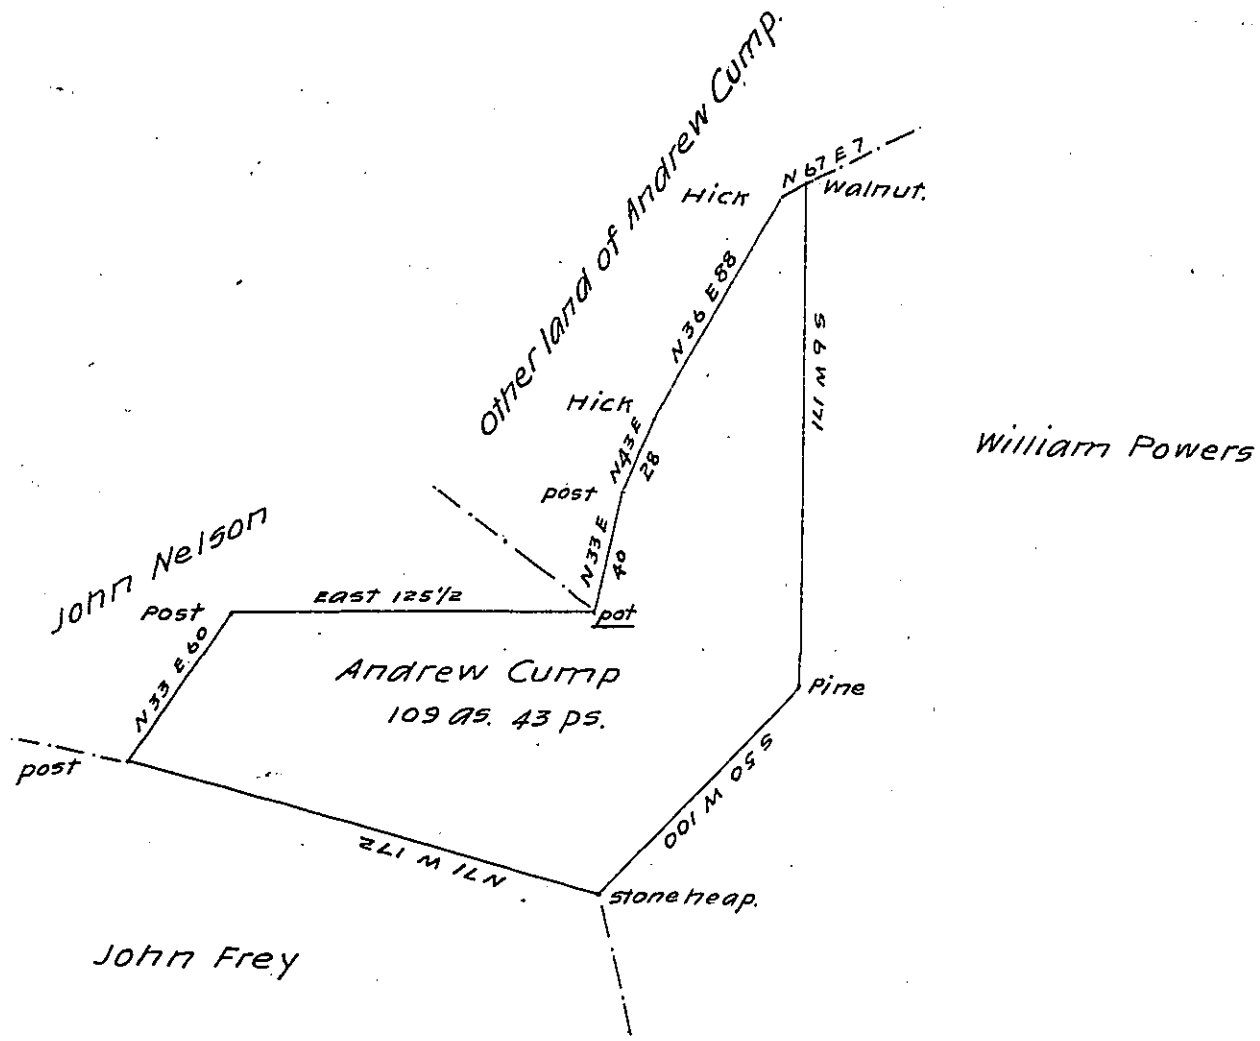 Other land of Andrew Cump.
N 67 E 7
Hick
Walnut.
N 36 E 88
S 6 W 171
Hick
William Powers
N43 E
28
post
John Nelson
N33 E
40
Post
East 125 1/2
pot
N 33 E 60
Andrew Cump
109 as. 43 ps.
Pine
post
S 50 W 100
N 71 W 172
stone heap.
John Frey